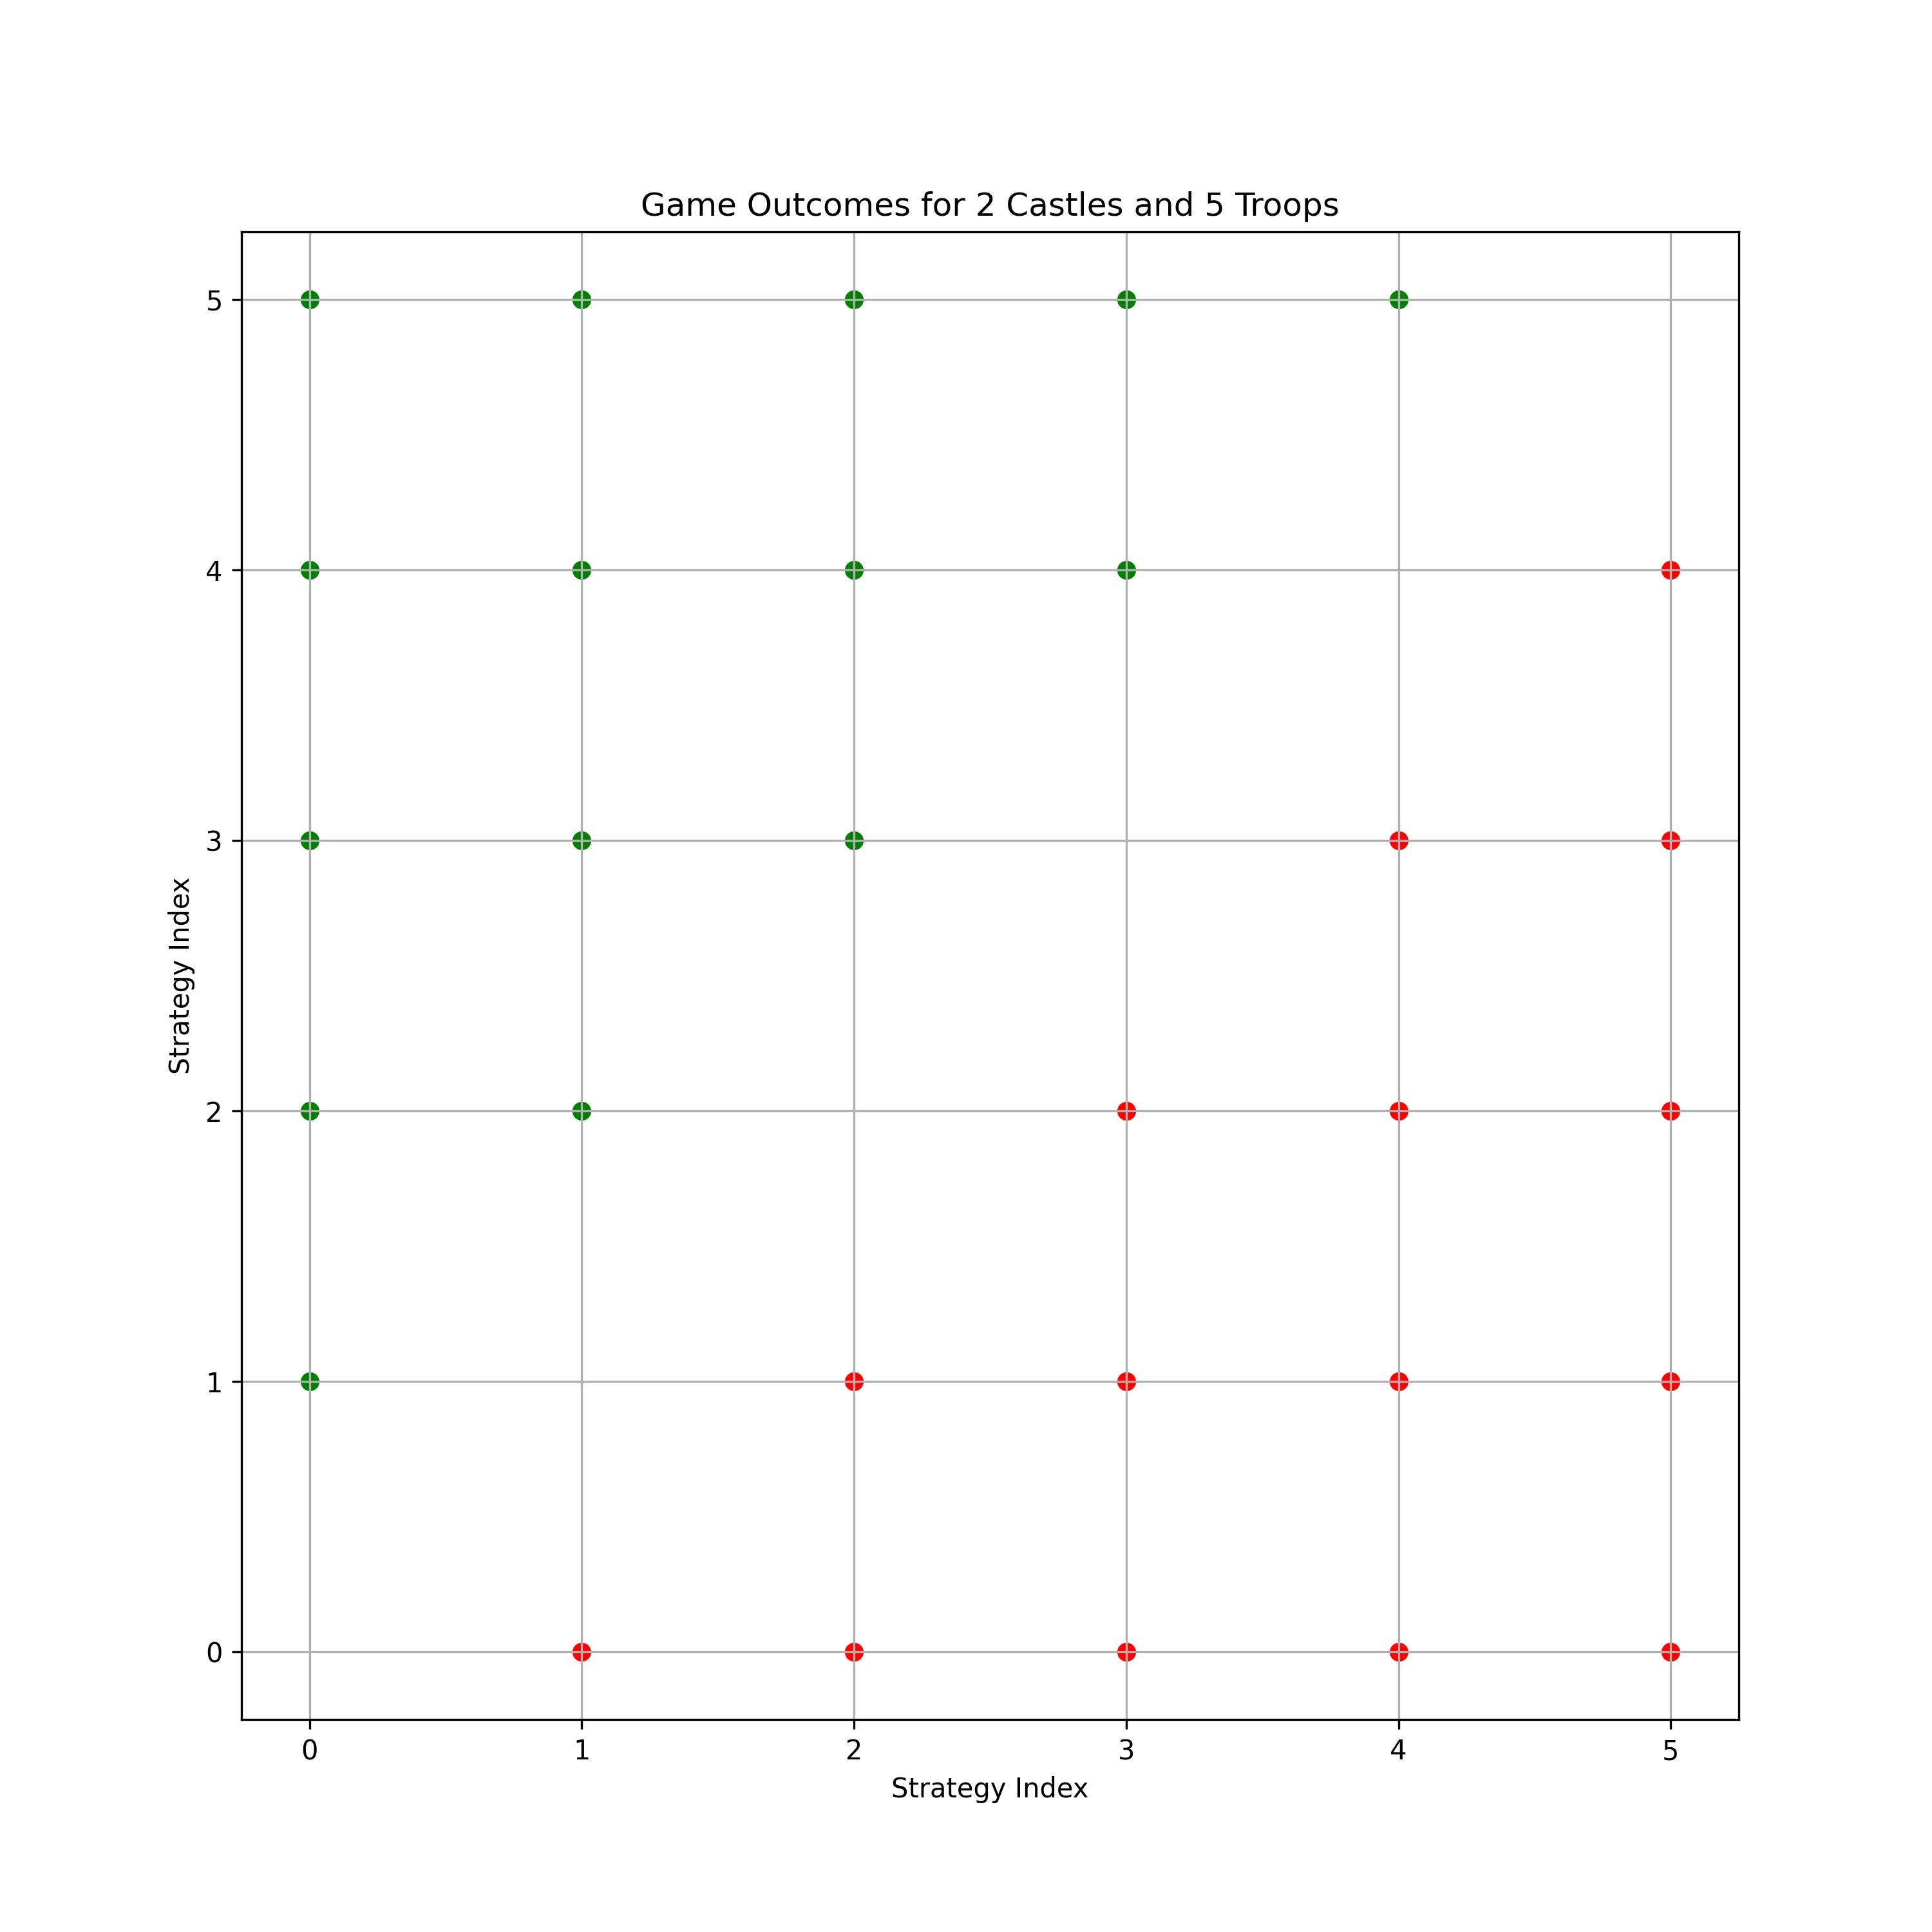 Game Outcomes for 2 Castles and 5 Troops
5
4
3
2
1
0
Strategy Index
0 1 2 3 4 5
Strategy Index